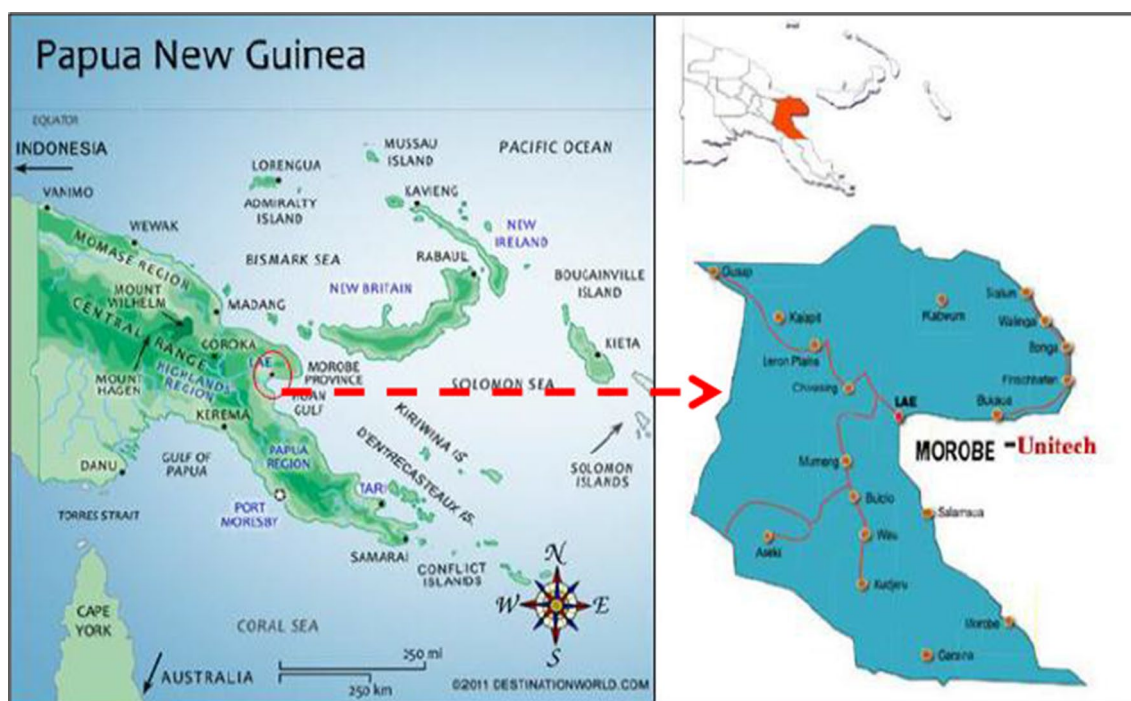 Papua New Guinea
EQUATOR
INDONESIA
PACIFIC OCEAN
MUSSAU
ISLAND
LORENGUA
ADMIRALTY
ISLAND
KAVIENG
VANIMO
WEWAK
NEW
IRELAND
MOMASE REGION
BISMARK SEA
RABAUL
BOUGAINVILLE
ISLAND
MOUNT
WILHELM
NEW BRITAIN
MADANG
CENTRAL RANGE
GOROKA
LAE
KIETA
MOUNT
HAGEN
HIGHLANDS
REGION
MOROBE
PROVINCE
HUAN
GULF
SOLOMON SEA
KEREMA
KIRIWINA IS.
D'ENTRECASTEAUX IS.
DANU
GULF OF
PAPUA
PAPUA
REGION
SOLOMON
ISLANDS
TARI
PORT
MORESBY
TORRES STRAIT
SAMARAI
CONFLICT
ISLANDS
N
W E
S
CAPE
YORK
CORAL SEA
250 mi
250 km
AUSTRALIA
©2011 DESTINATIONWORLD.COM
Gusap
Kaiapit
Kabwum
Sialum
Walinga
Leron Plains
Bonga
Finschhafen
LAE
Bukaua
MOROBE -Unitech
Mumeng
Bulolo
Salamaua
Aseki
Wau
Kudjeru
Morobe
Garaina